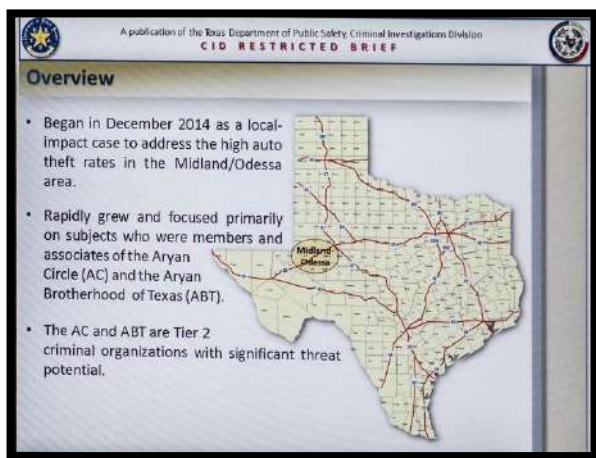 A publication of the Texas Department of Public Safety, Criminal Investigations Division
CID RESTRICTED BRIEF
Overview
• Began in December 2014 as a local-
impact case to address the high auto
theft rates in the Midland/Odessa
area.
• Rapidly grew and focused primarily
on subjects who were members and
associates of the Aryan
Circle (AC) and the Aryan
Brotherhood of Texas (ABT).
• The AC and ABT are Tier 2
criminal organizations with significant threat
potential.
Midland-
Odessa